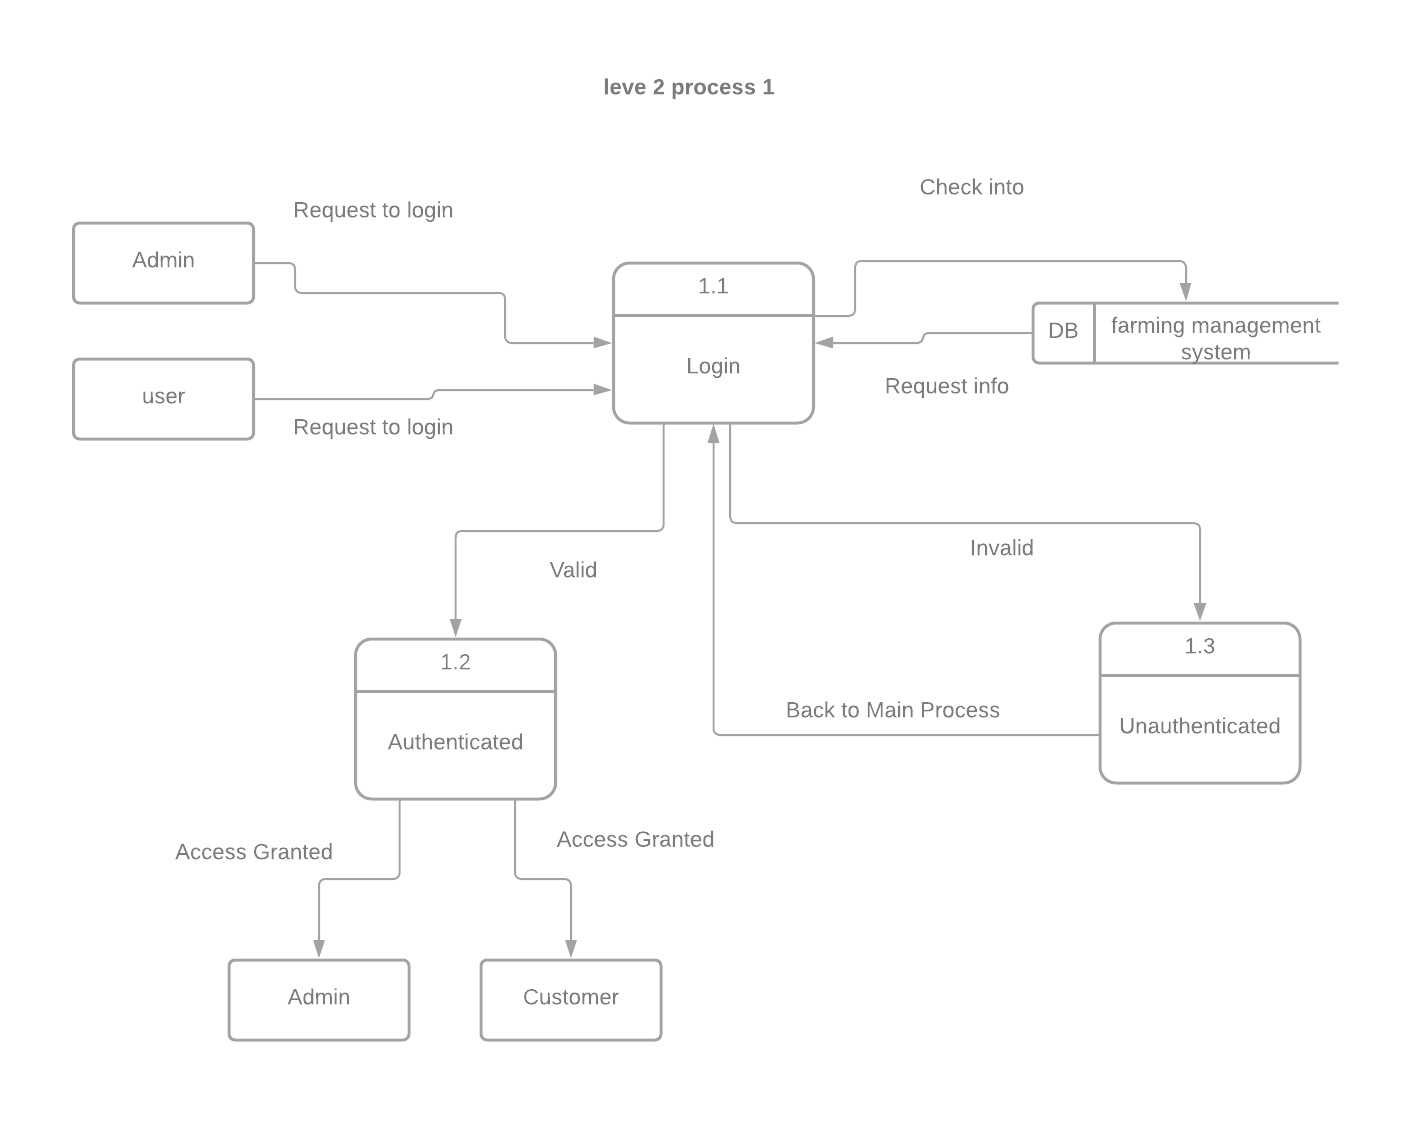 leve 2 process 1
Check into
Request to login
Admin
1.1
DB
farming management
system
Login
Request info
user
Request to login
Valid
Invalid
1.2
1.3
Back to Main Process
Unauthenticated
Authenticated
Access Granted
Access Granted
Admin
Customer